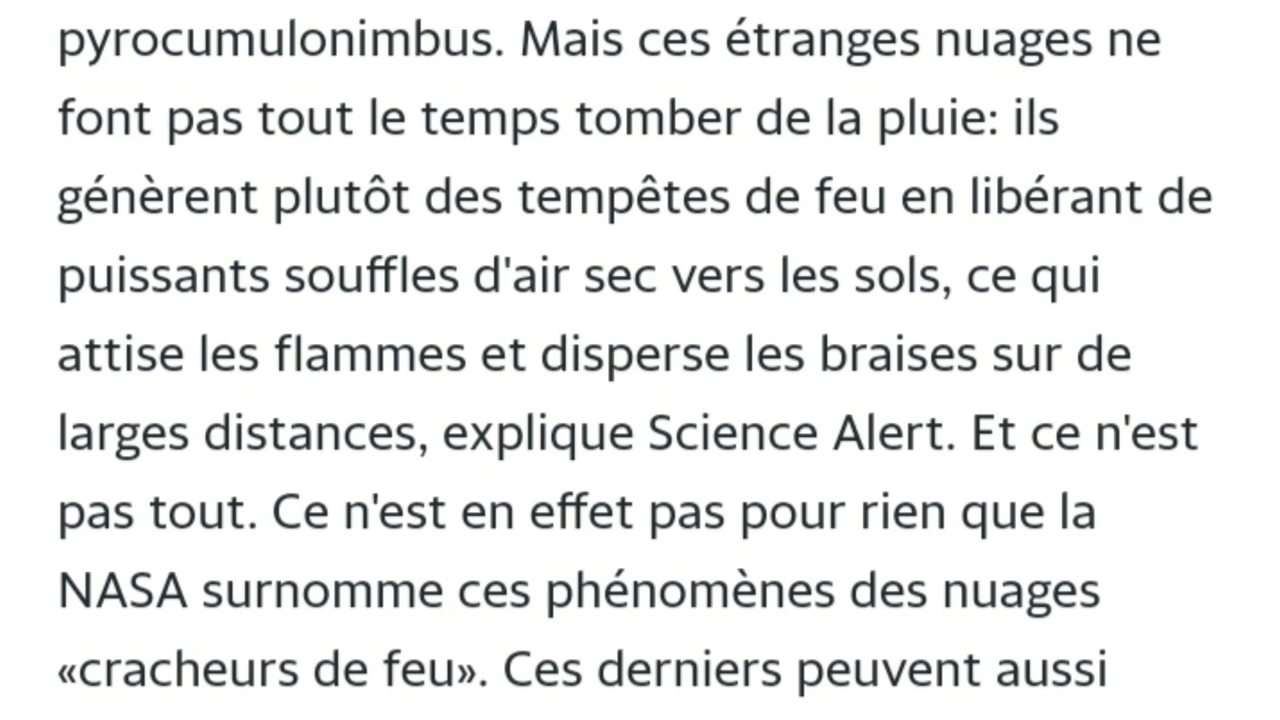 pyrocumulonimbus. Mais ces étranges nuages ne
font pas tout le temps tomber de la pluie: ils
génèrent plutôt des tempêtes de feu en libérant de
puissants souffles d'air sec vers les sols, ce qui
attise les flammes et disperse les braises sur de
larges distances, explique Science Alert. Et ce n'est
pas tout. Ce n'est en effet pas pour rien que la
NASA surnomme ces phénomènes des nuages
«cracheurs de feu». Ces derniers peuvent aussi